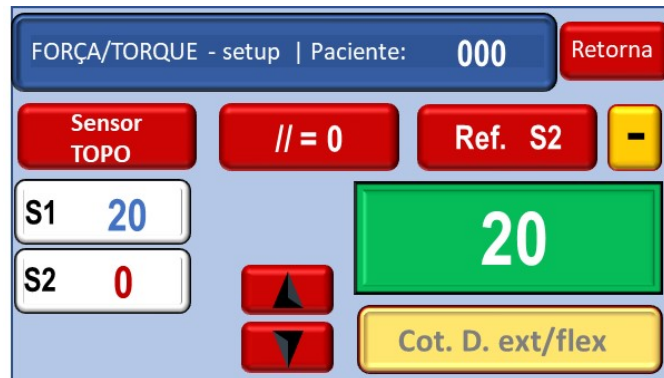 FORÇA/TORQUE - setup | Paciente: 000
Retorna
Sensor
TOPO
// = 0
Ref. S2
-
S1 20
20
S2 0
Cot. D. ext/flex